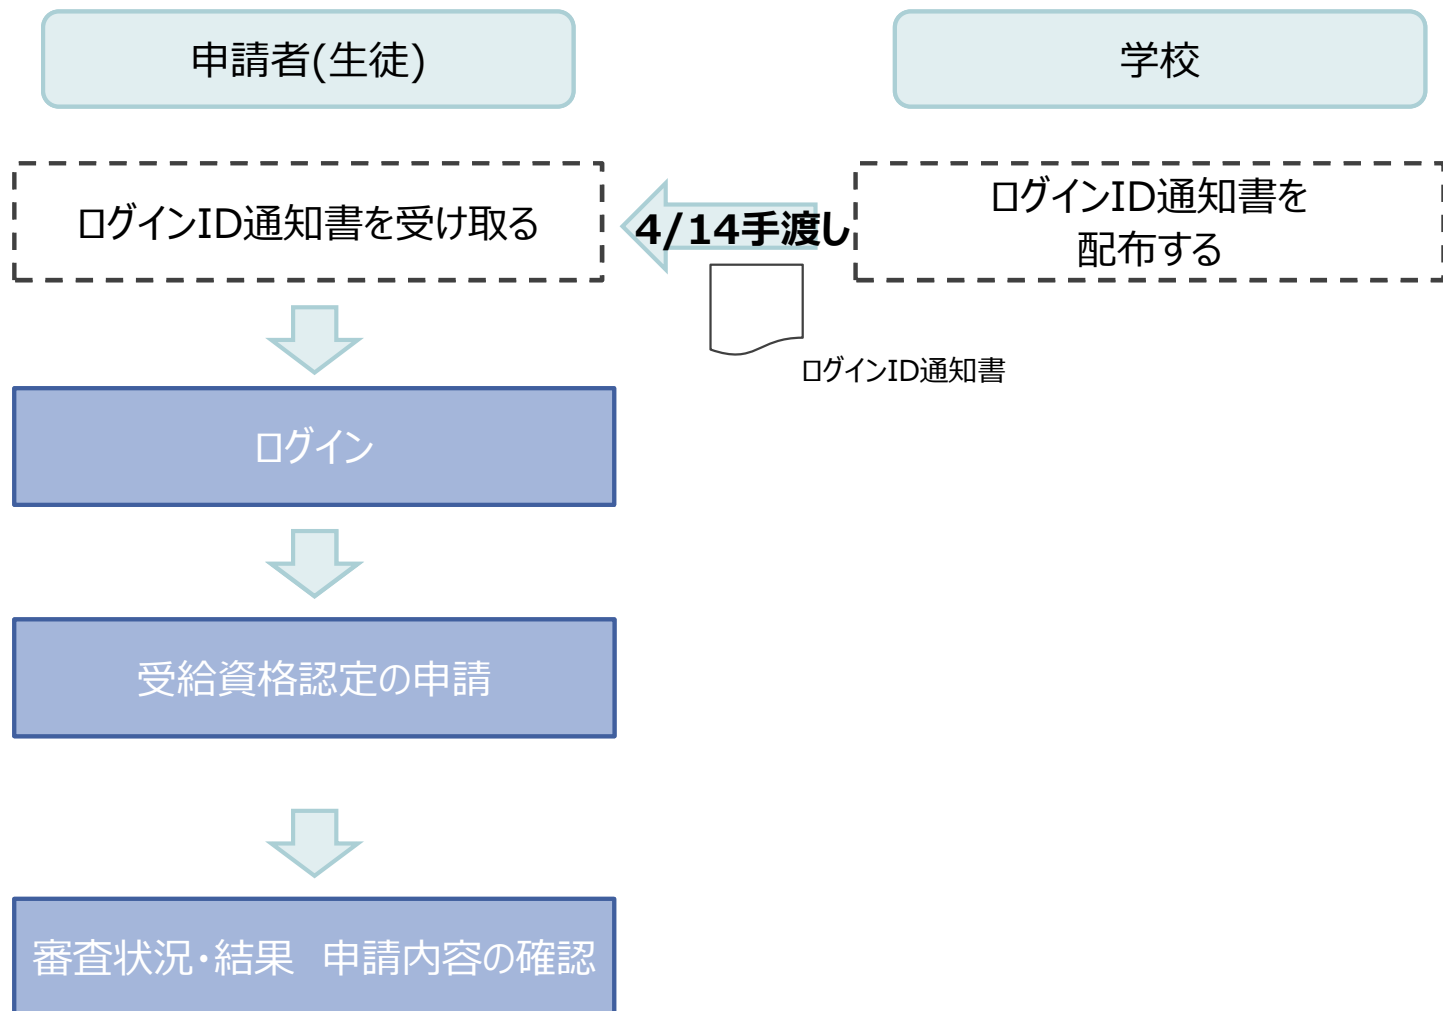 申請者(生徒)
学校
ログインID通知書を受け取る
4/14手渡し
ログインID通知書を
配布する
ログインID通知書
ログイン
受給資格認定の申請
審査状況・結果　申請内容の確認